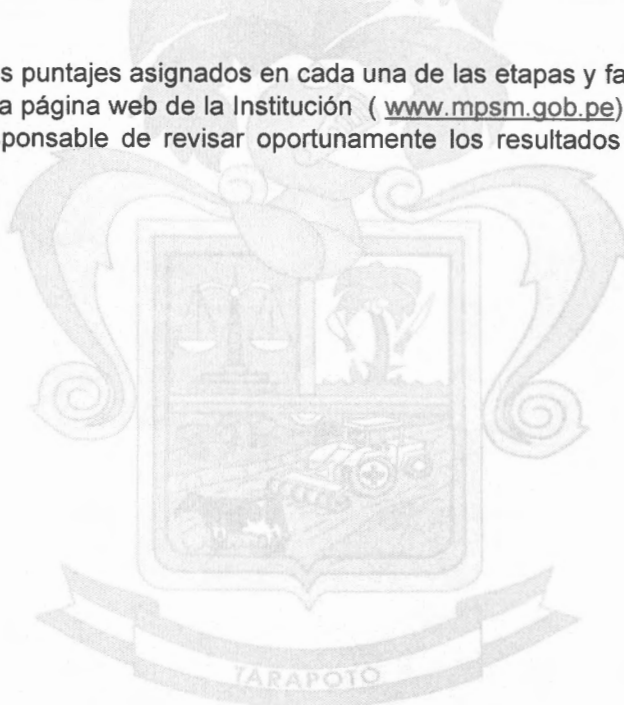 s puntajes asignados en cada una de las etapas y fa
a página web de la Institución ( www.mpsm.gob.pe)
ponsable de revisar oportunamente los resultados
TARAPOTO